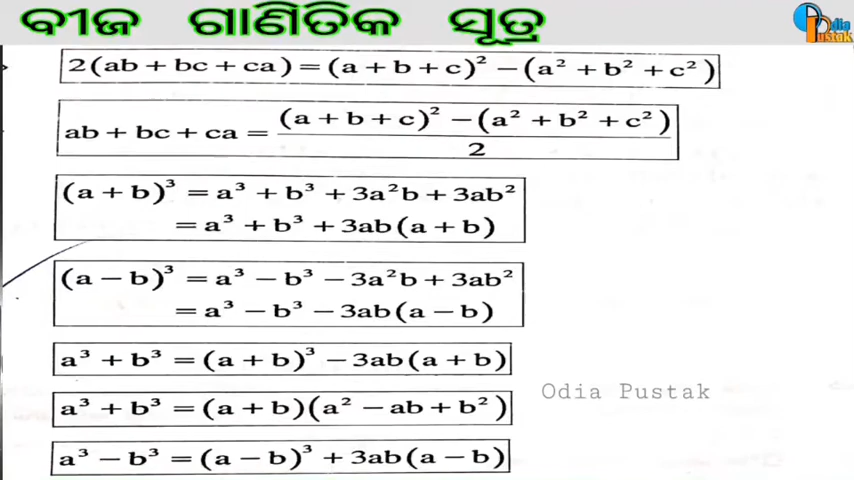 ବୀଜ ଗାଣିତିକ ସୂତ୍ର
Odia Pustak
2(ab + bc + ca) = (a + b + c)² − (a² + b² + c²)
ab + bc + ca = (a + b + c)² − (a² + b² + c²) / 2
(a + b)³ = a³ + b³ + 3a²b + 3ab²
= a³ + b³ + 3ab(a + b)
(a − b)³ = a³ − b³ − 3a²b + 3ab²
= a³ − b³ − 3ab(a − b)
a³ + b³ = (a + b)³ − 3ab(a + b)
Odia Pustak
a³ + b³ = (a + b)(a² − ab + b²)
a³ − b³ = (a − b)³ + 3ab(a − b)